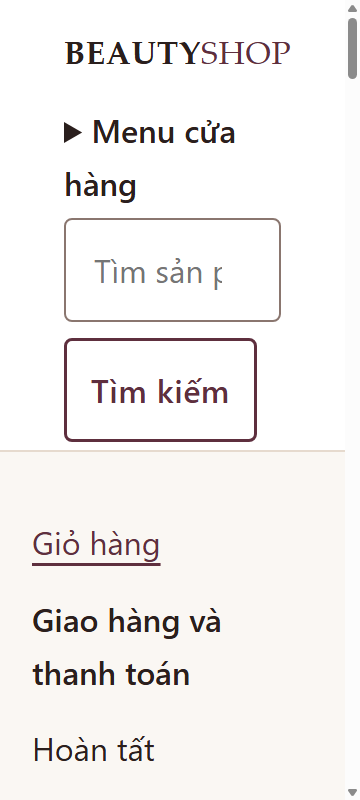 BEAUTYSHOP
Menu cửa
hàng
Tìm sản p
Tìm kiếm
Giỏ hàng
Giao hàng và
thanh toán
Hoàn tất